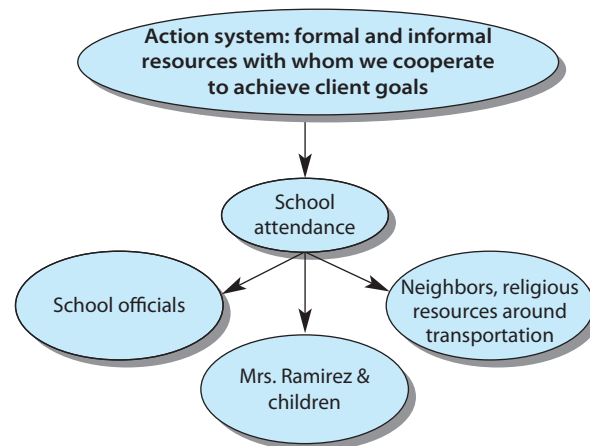 Action system: formal and informal
resources with whom we cooperate
to achieve client goals
School
attendance
School officials
Neighbors, religious
resources around
transportation
Mrs. Ramirez &
children